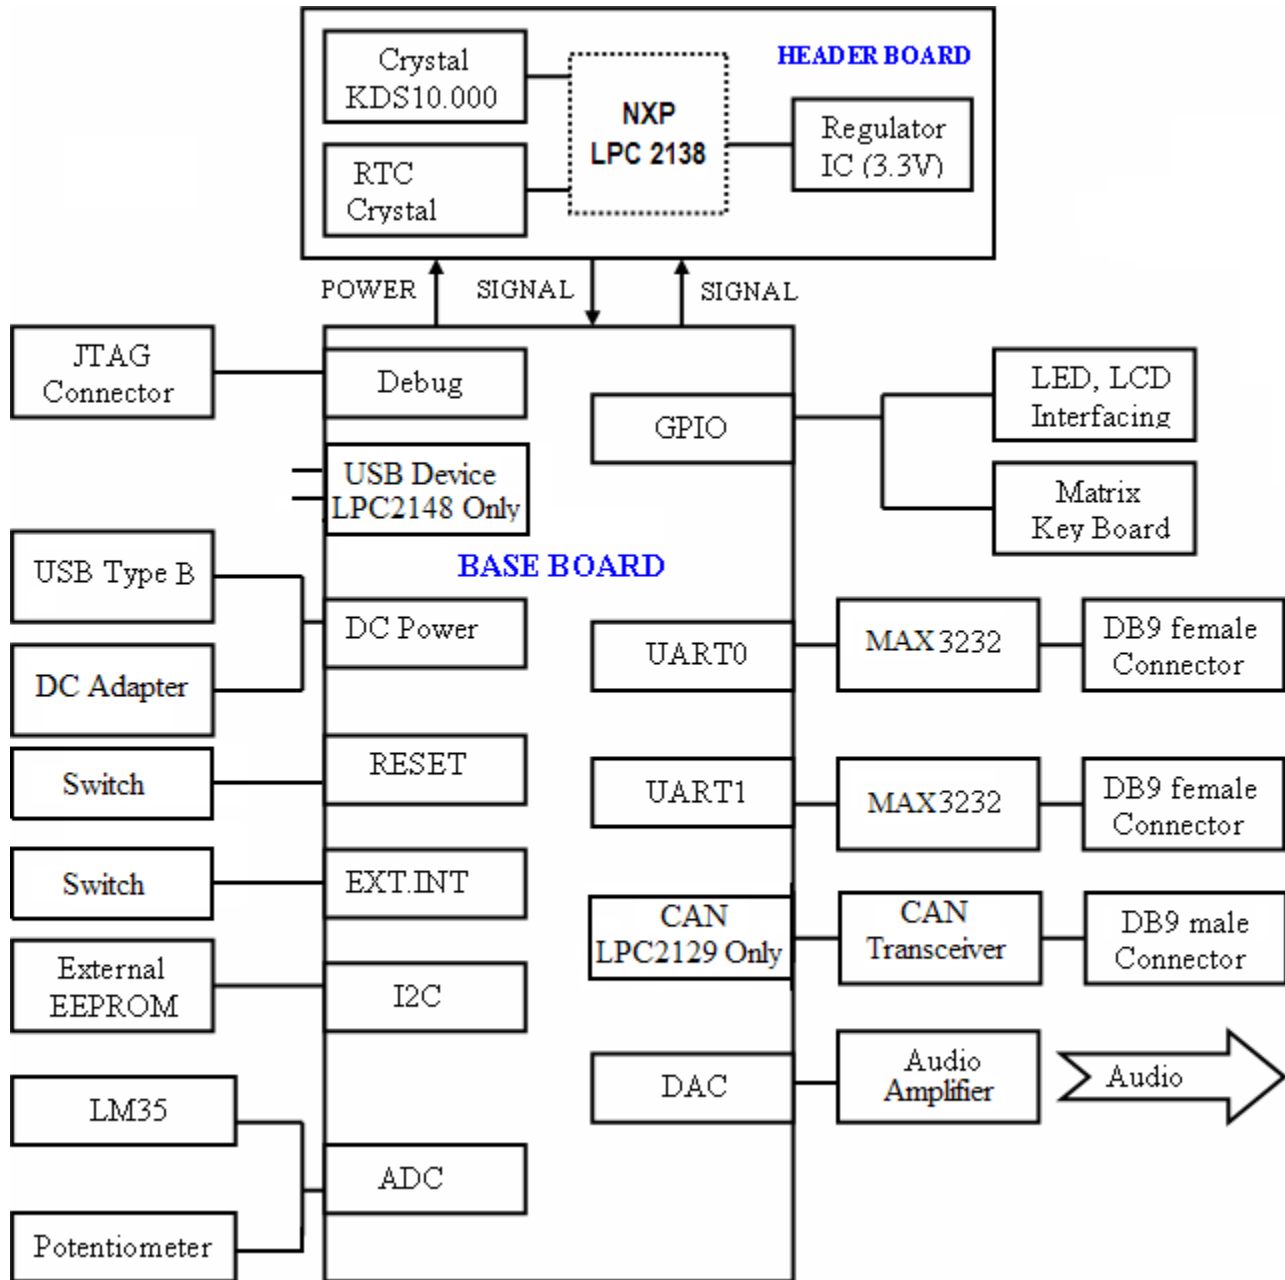 HEADER BOARD
Crystal
KDS10.000
NXP
LPC 2138
Regulator
IC (3.3V)
RTC
Crystal
POWER
SIGNAL
SIGNAL
JTAG
Connector
Debug
GPIO
LED, LCD
Interfacing
USB Device
LPC2148 Only
Matrix
Key Board
BASE BOARD
USB Type B
DC Adapter
DC Power
UART0
MAX3232
DB9 female
Connector
Switch
RESET
UART1
MAX3232
DB9 female
Connector
Switch
EXT.INT
CAN
LPC2129 Only
CAN
Transceiver
DB9 male
Connector
External
EEPROM
I2C
DAC
Audio
Amplifier
Audio
LM35
ADC
Potentiometer